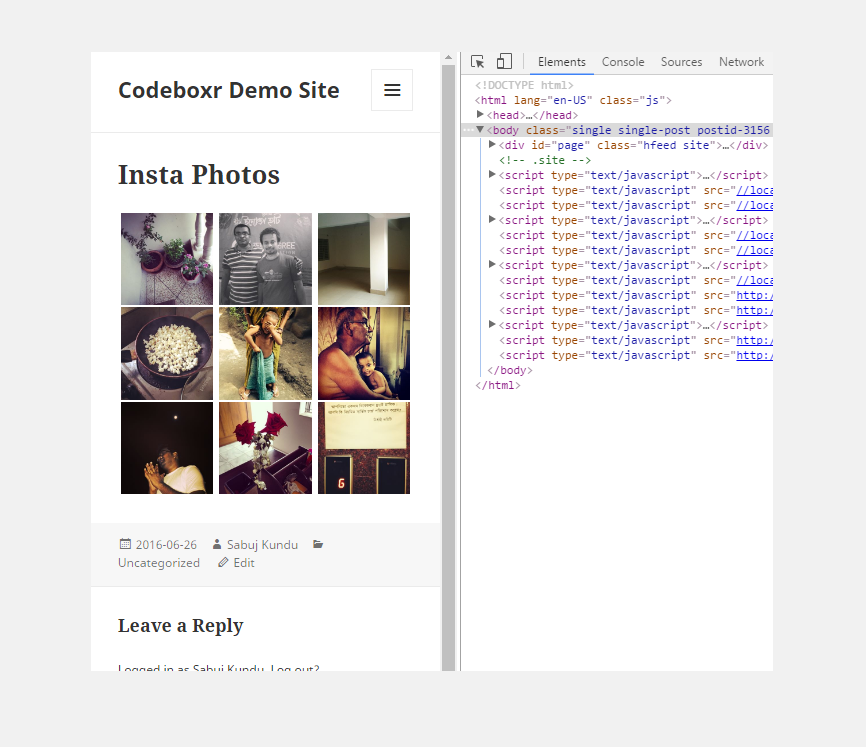 Codeboxr Demo Site
Insta Photos
6
2016-06-26 Sabuj Kundu
Uncategorized Edit
Leave a Reply
Logged in as Sabuj Kundu. Log out?
Elements Console Sources Network
<!DOCTYPE html>
<html lang="en-US" class="js">
<head>…</head>
<body class="single single-post postid-3156
<div id="page" class="hfeed site">…</div>
<!-- .site -->
<script type="text/javascript">…</script>
<script type="text/javascript" src="//loca
<script type="text/javascript" src="//loca
<script type="text/javascript">…</script>
<script type="text/javascript" src="//loca
<script type="text/javascript" src="//loca
<script type="text/javascript">…</script>
<script type="text/javascript" src="//loca
<script type="text/javascript" src="http:/
<script type="text/javascript" src="http:/
<script type="text/javascript">…</script>
<script type="text/javascript" src="http:/
<script type="text/javascript" src="http:/
</body>
</html>